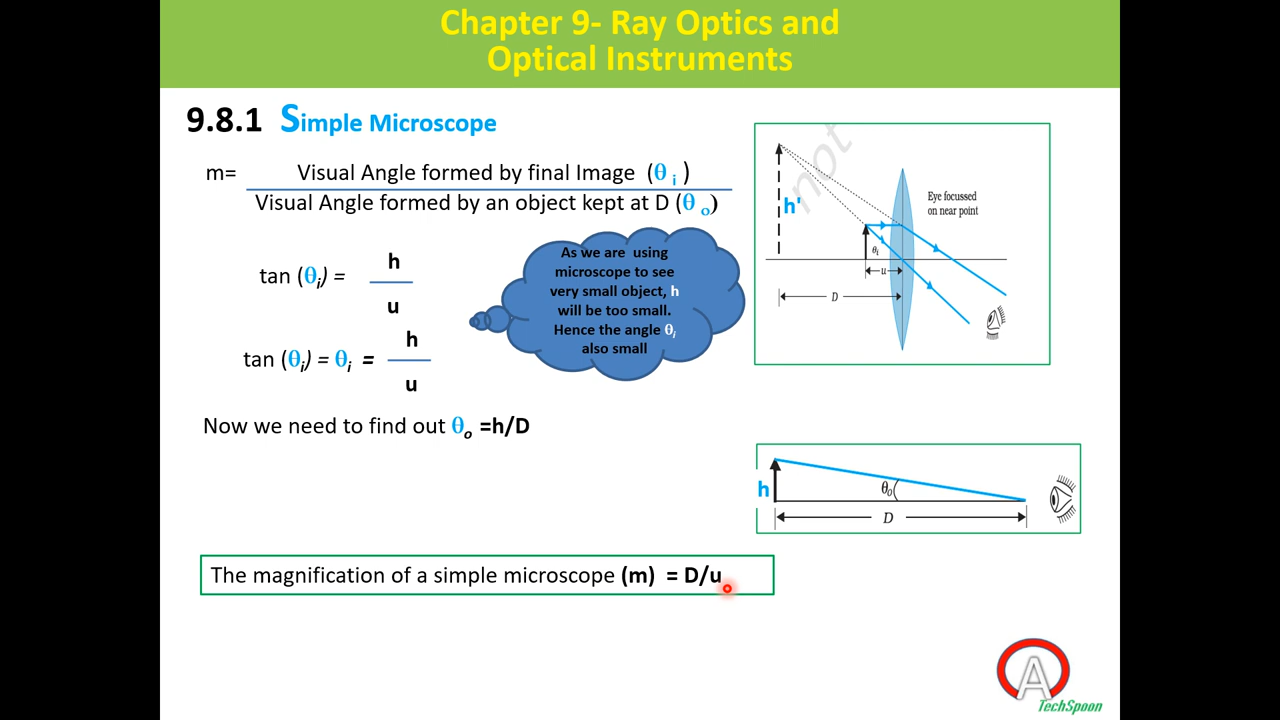 Chapter 9- Ray Optics and
Optical Instruments
9.8.1 Simple Microscope
m= Visual Angle formed by final Image (θ i )
Visual Angle formed by an object kept at D (θ o)
tan (θi) = h
u
tan (θi) = θi = h
u
As we are using
microscope to see
very small object, h
will be too small.
Hence the angle θi
also small
Now we need to find out θo =h/D
The magnification of a simple microscope (m) = D/u
not
h'
Eye focussed
on near point
θi
u
D
h
θ0
D
A
TechSpoon